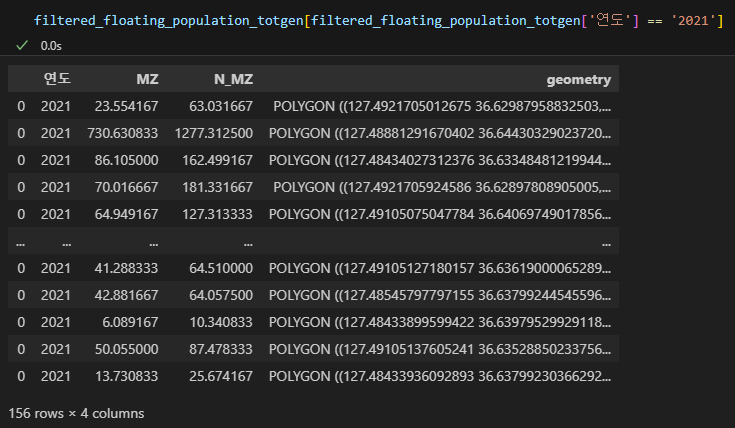 filtered_floating_population_totgen[filtered_floating_population_totgen['연도'] == '2021']
0.0s
연도 MZ N_MZ geometry
0 2021 23.554167 63.031667 POLYGON ((127.4921705012675 36.62987958832503,...
0 2021 730.630833 1277.312500 POLYGON ((127.48881291670402 36.64430329023720...
0 2021 86.105000 162.499167 POLYGON ((127.48434027312376 36.63348481219944...
0 2021 70.016667 181.331667 POLYGON ((127.4921705924586 36.62897808905005,...
0 2021 64.949167 127.313333 POLYGON ((127.49105075047784 36.64069749017856...
... ... ... ... ...
0 2021 41.288333 64.510000 POLYGON ((127.49105127180157 36.63619000065289...
0 2021 42.881667 64.057500 POLYGON ((127.48545797797155 36.63799244545596...
0 2021 6.089167 10.340833 POLYGON ((127.48433899599422 36.63979529929118...
0 2021 50.055000 87.478333 POLYGON ((127.49105137605241 36.63528850233756...
0 2021 13.730833 25.674167 POLYGON ((127.48433936092893 36.63799230366292...
156 rows × 4 columns